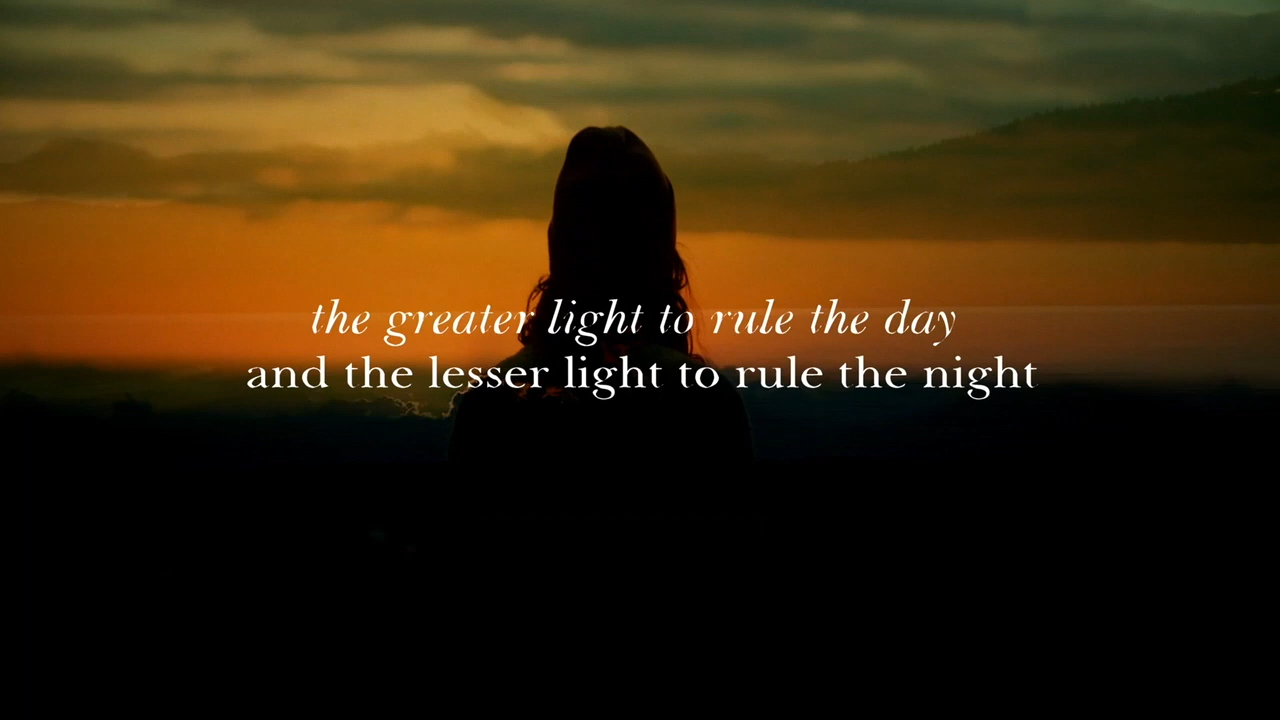 the greater light to rule the day
and the lesser light to rule the night